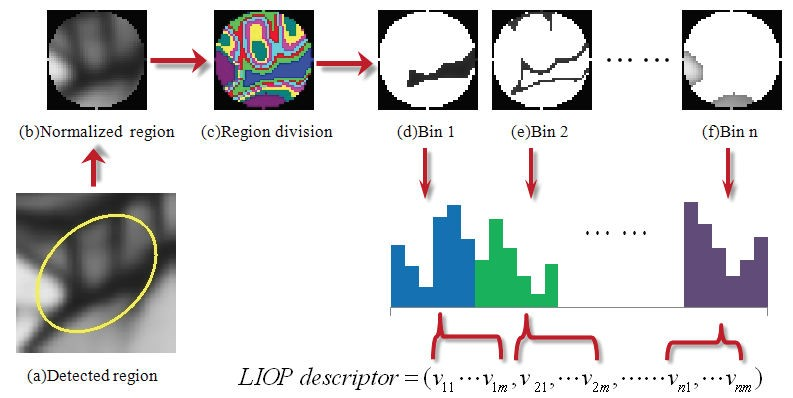 (b)Normalized region
(c)Region division
(d)Bin 1
(e)Bin 2
(f)Bin n
(a)Detected region
LIOP descriptor = (v11 ··· v1m, v21, ··· v2m, ······ vn1, ··· vnm)